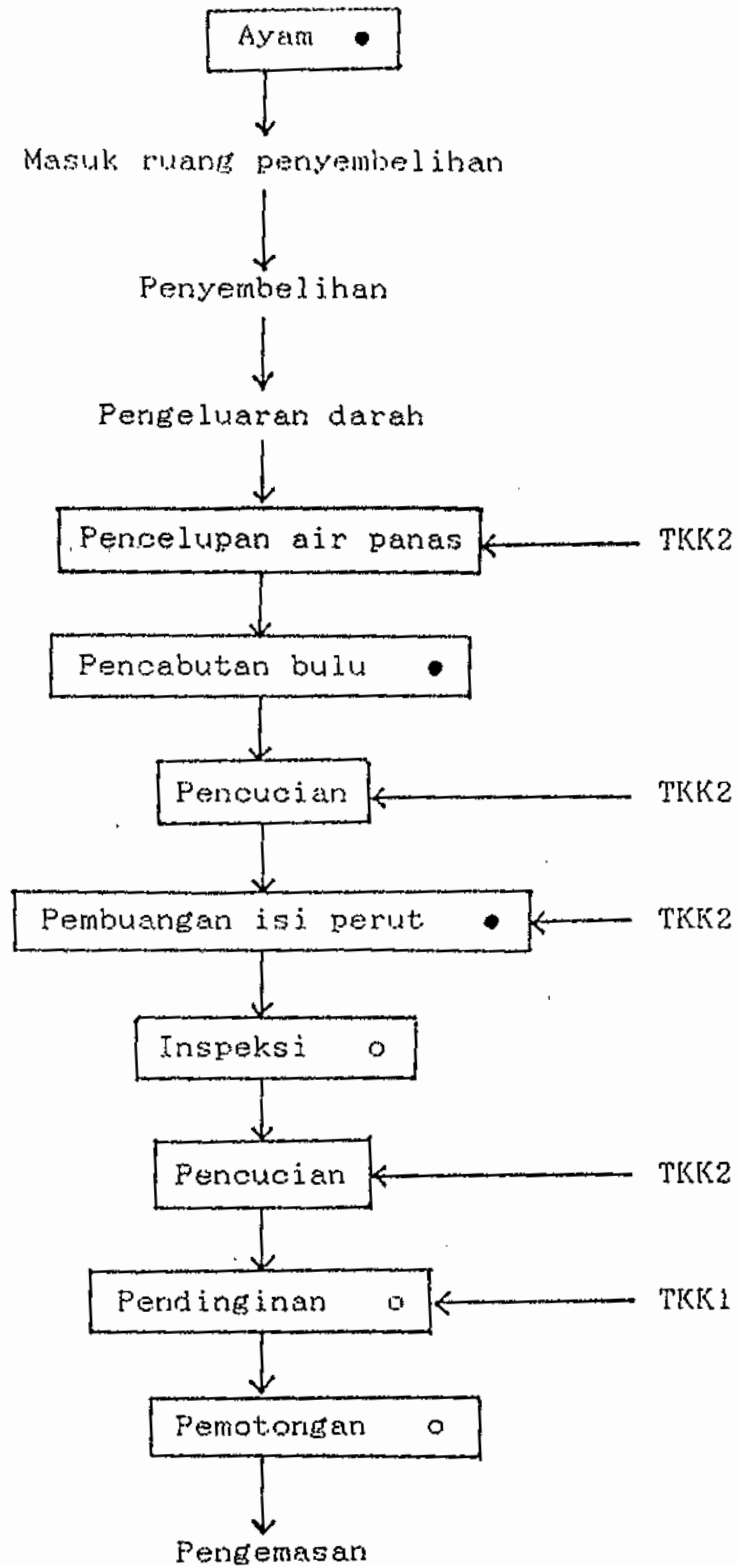 Ayam ●
Masuk ruang penyembelihan
Penyembelihan
Pengeluaran darah
Pencelupan air panas TKK2
Pencabutan bulu ●
Pencucian TKK2
Pembuangan isi perut ● TKK2
Inspeksi o
Pencucian TKK2
Pendinginan o TKK1
Pemotongan o
Pengemasan